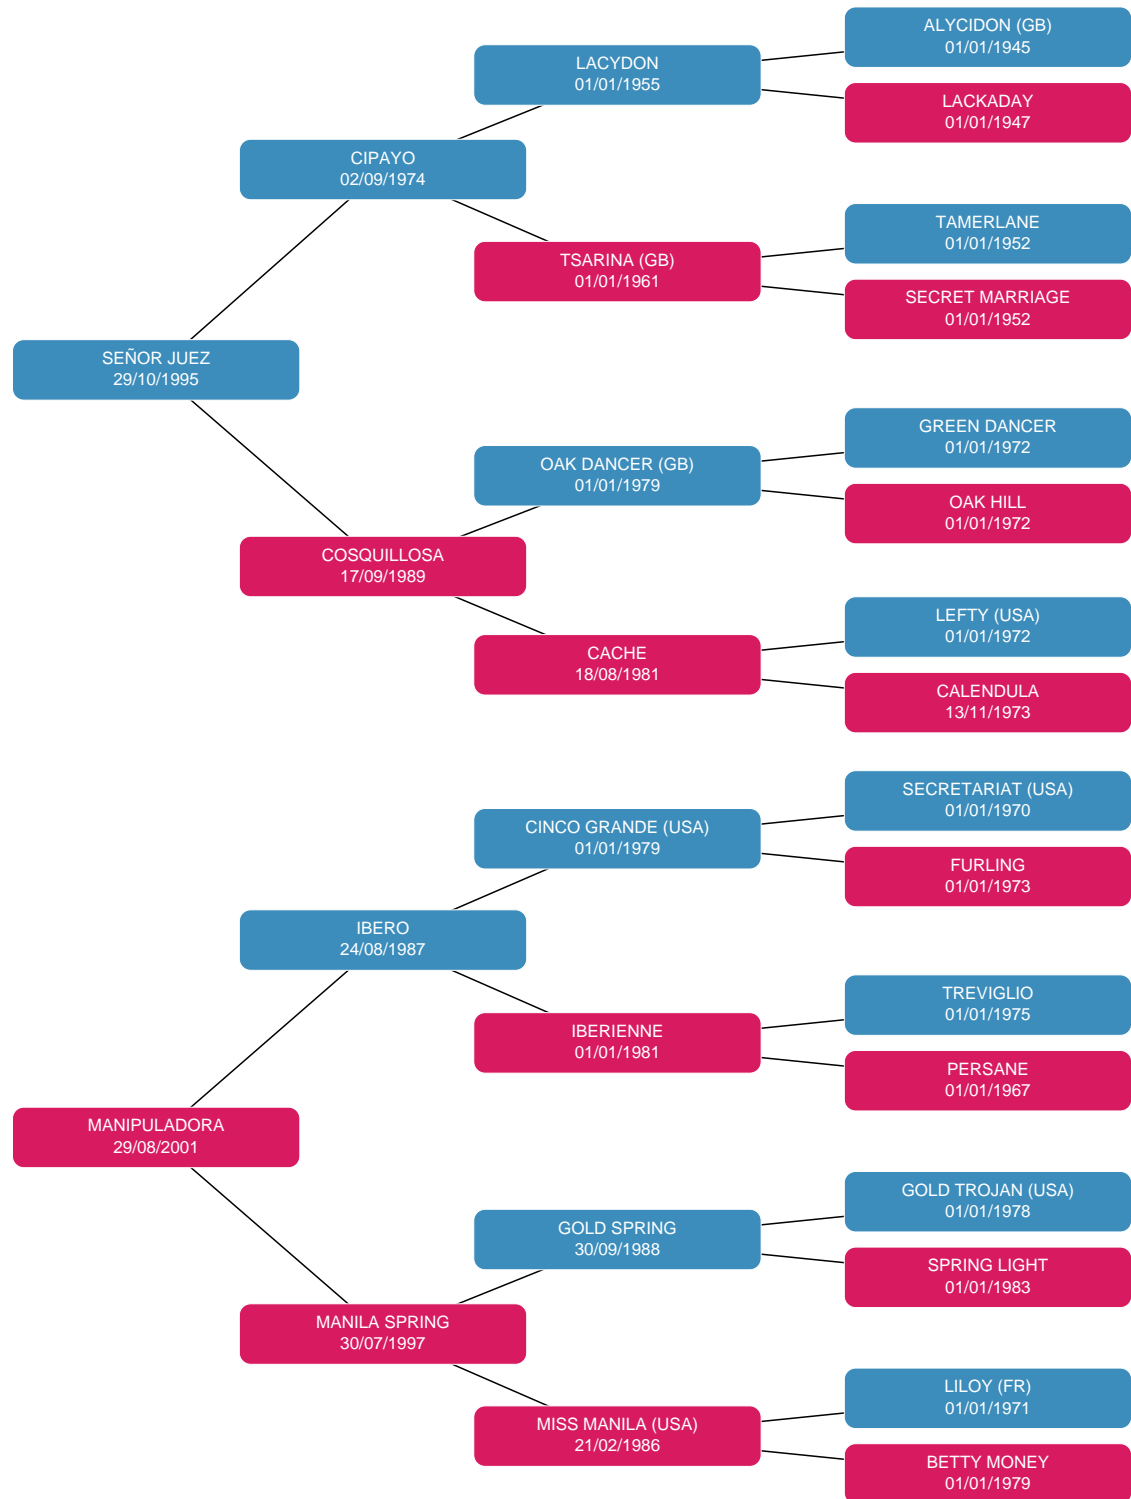 ALYCIDON (GB)
01/01/1945
LACYDON
01/01/1955
LACKADAY
01/01/1947
CIPAYO
02/09/1974
TAMERLANE
01/01/1952
TSARINA (GB)
01/01/1961
SECRET MARRIAGE
01/01/1952
SEÑOR JUEZ
29/10/1995
GREEN DANCER
01/01/1972
OAK DANCER (GB)
01/01/1979
OAK HILL
01/01/1972
COSQUILLOSA
17/09/1989
LEFTY (USA)
01/01/1972
CACHE
18/08/1981
CALENDULA
13/11/1973
SECRETARIAT (USA)
01/01/1970
CINCO GRANDE (USA)
01/01/1979
FURLING
01/01/1973
IBERO
24/08/1987
TREVIGLIO
01/01/1975
IBERIENNE
01/01/1981
PERSANE
01/01/1967
MANIPULADORA
29/08/2001
GOLD TROJAN (USA)
01/01/1978
GOLD SPRING
30/09/1988
SPRING LIGHT
01/01/1983
MANILA SPRING
30/07/1997
LILOY (FR)
01/01/1971
MISS MANILA (USA)
21/02/1986
BETTY MONEY
01/01/1979